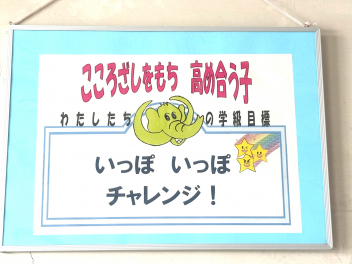 こころざしをもち 高め合う子
わたしたち の学級目標
いっぽ いっぽ
チャレンジ！